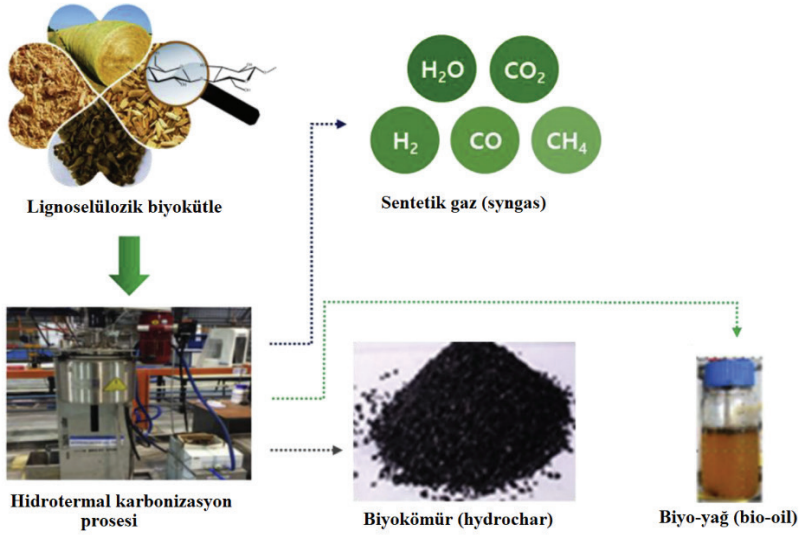 H₂O
CO₂
H₂
CO
CH₄
Lignoselülozik biyokütle
Sentetik gaz (syngas)
Hidrotermal karbonizasyon
prosesi
Biyokömür (hydrochar)
Biyo-yağ (bio-oil)